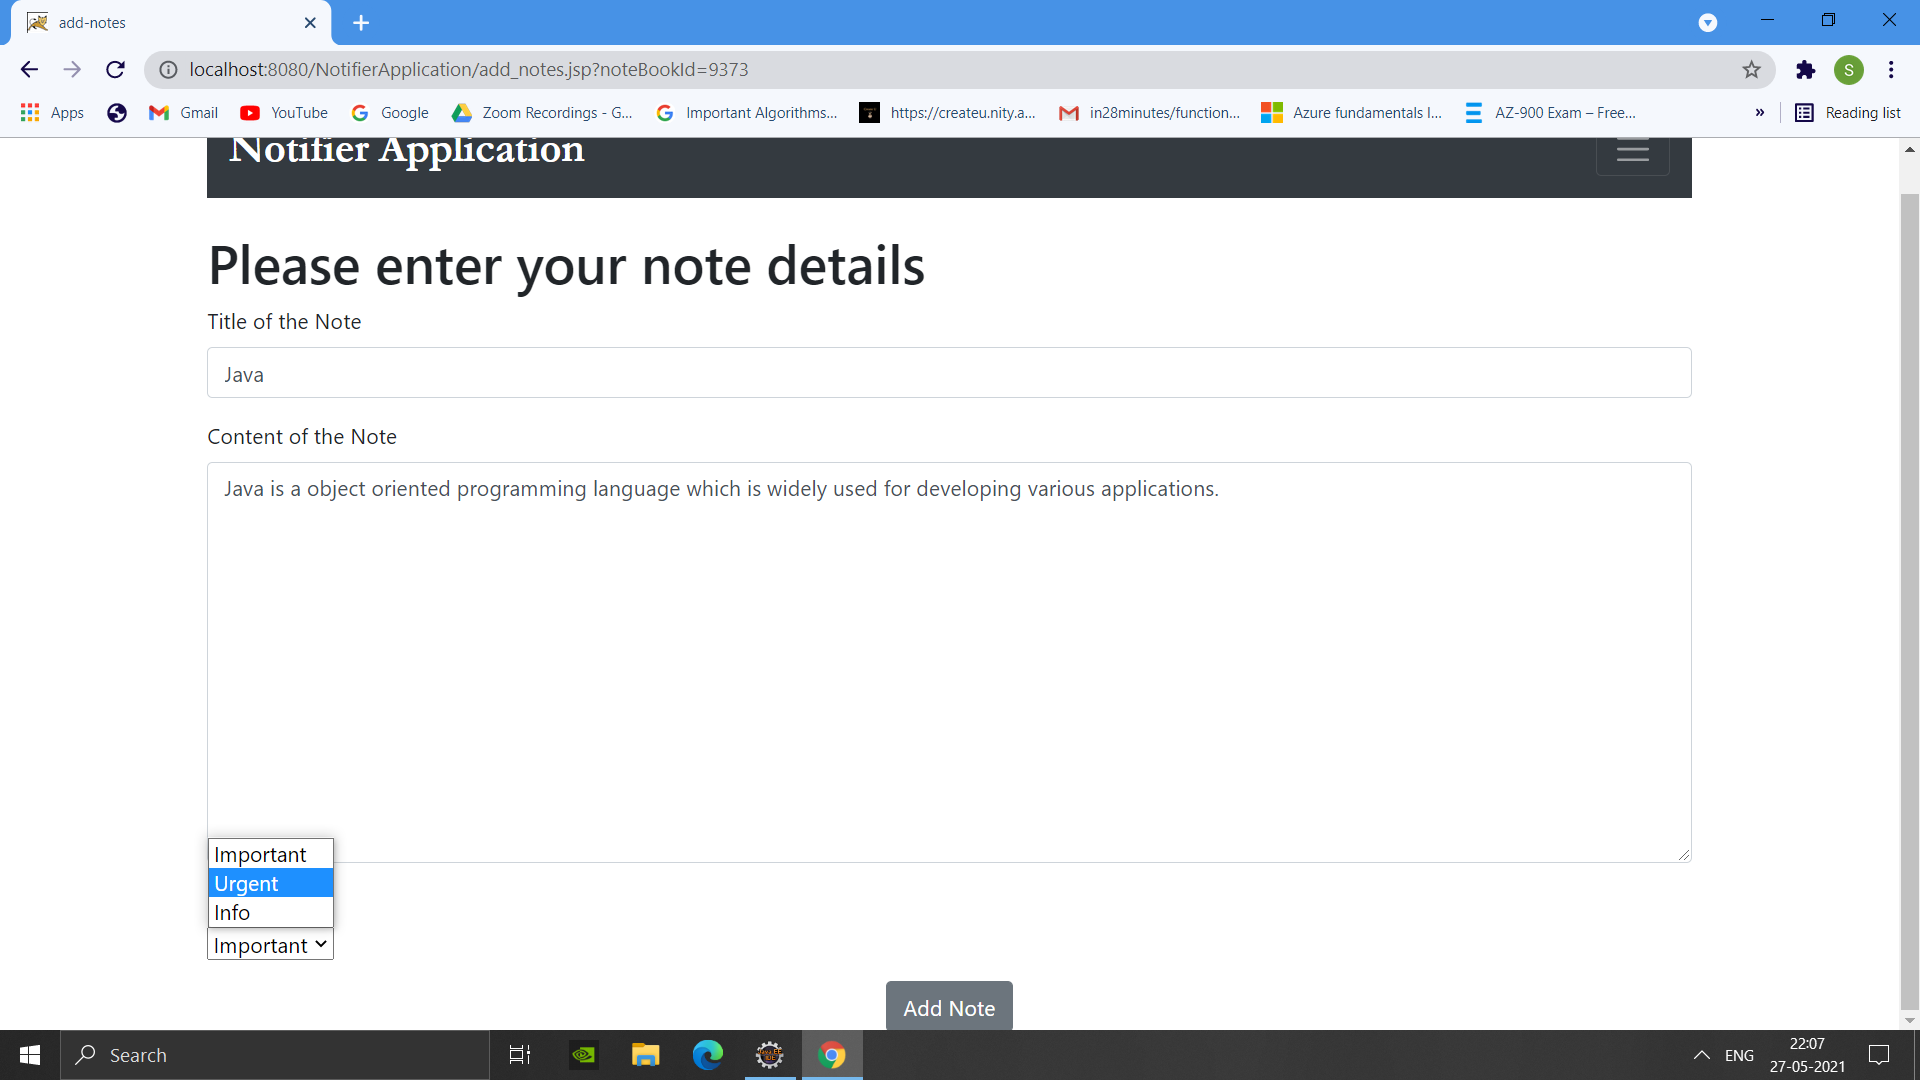 add-notes
localhost:8080/NotifierApplication/add_notes.jsp?noteBookId=9373
S
Apps Gmail YouTube Google Zoom Recordings - G... Important Algorithms... https://createu.nity.a... in28minutes/function... Azure fundamentals l... AZ-900 Exam – Free... » Reading list
Notifier Application
Please enter your note details
Title of the Note
Java
Content of the Note
Java is a object oriented programming language which is widely used for developing various applications.
Important
Urgent
Info
Important
Add Note
Search
ENG
22:07
27-05-2021